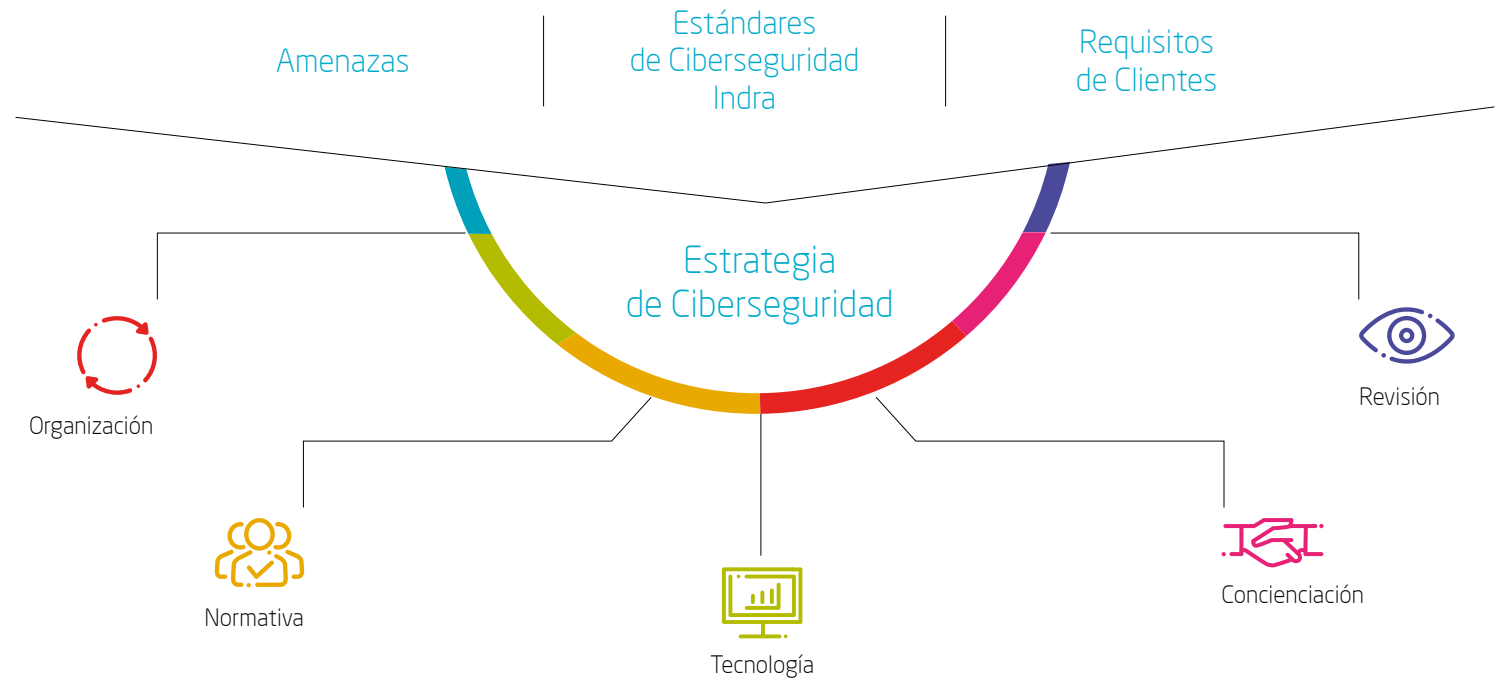 Amenazas
Estándares
de Ciberseguridad
Indra
Requisitos
de Clientes
Estrategia
de Ciberseguridad
Organización
Normativa
Tecnología
Concienciación
Revisión